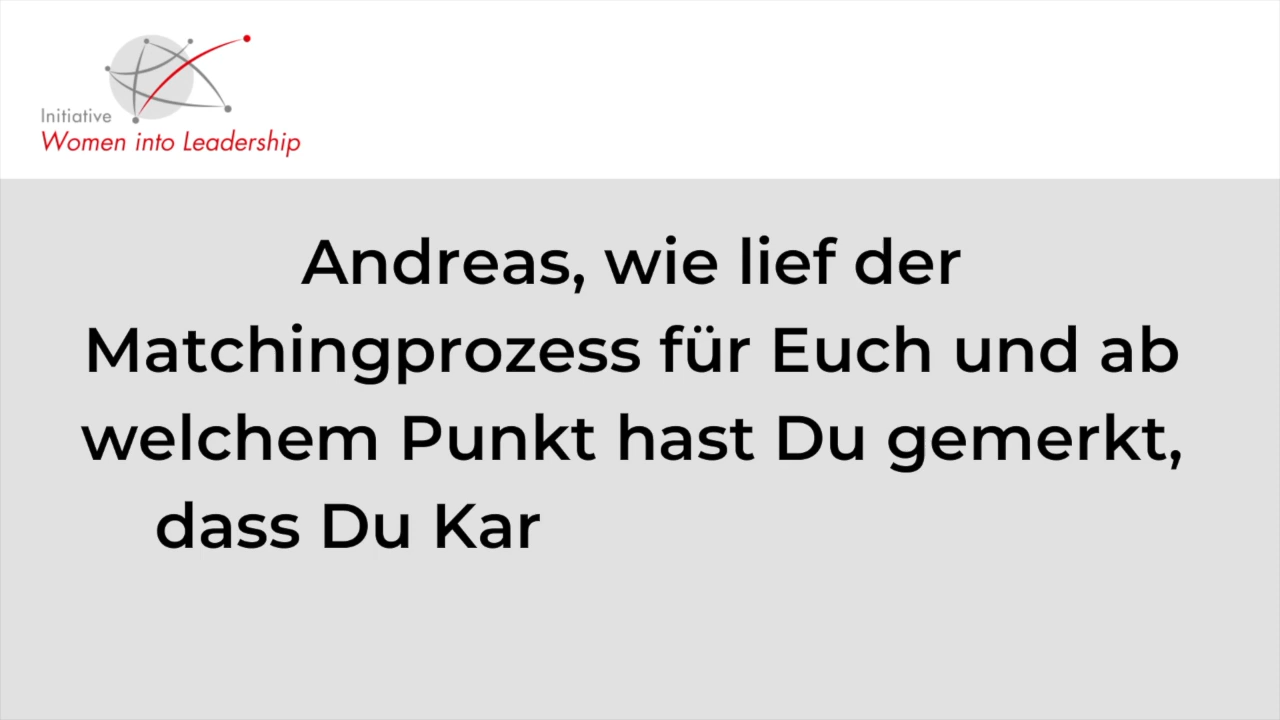 Initiative
Women into Leadership
Andreas, wie lief der
Matchingprozess für Euch und ab
welchem Punkt hast Du gemerkt,
dass Du Kar